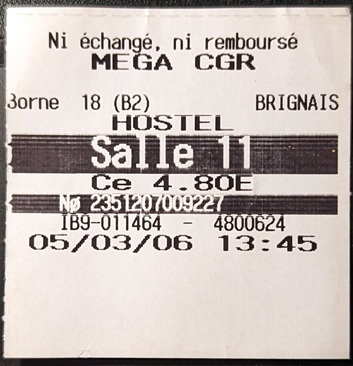 Ni échangé, ni remboursé
MEGA CGR
Borne 18 (B2) BRIGNAIS
HOSTEL
Salle 11
Ce 4.80E
Nø 2351207009227
IB9-011464 - 4800624
05/03/06 13:45